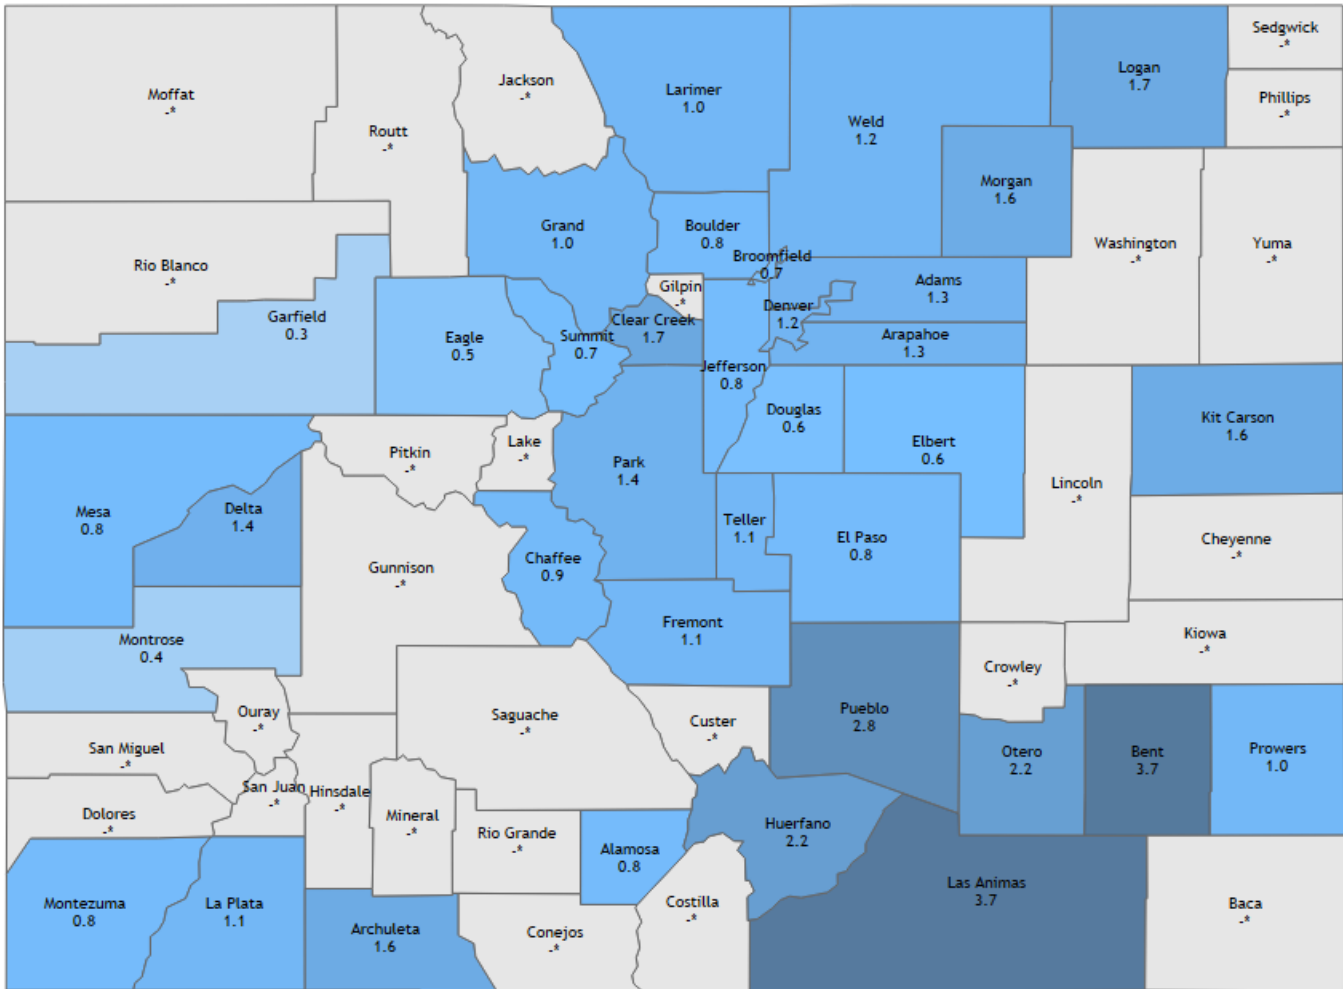 Sedgwick
-*
Logan
1.7
Jackson
-*
Larimer
1.0
Moffat
-*
Phillips
-*
Weld
1.2
Routt
-*
Morgan
1.6
Grand
1.0
Boulder
0.8
Washington
-*
Yuma
-*
Broomfield
0.7
Rio Blanco
-*
Adams
1.3
Gilpin
-*
Denver
1.2
Garfield
0.3
Clear Creek
1.7
Eagle
0.5
Summit
0.7
Arapahoe
1.3
Jefferson
0.8
Douglas
0.6
Kit Carson
1.6
Lake
-*
Elbert
0.6
Pitkin
-*
Park
1.4
Lincoln
-*
Mesa
0.8
Delta
1.4
Teller
1.1
El Paso
0.8
Cheyenne
-*
Chaffee
0.9
Gunnison
-*
Fremont
1.1
Kiowa
-*
Montrose
0.4
Crowley
-*
Pueblo
2.8
Ouray
-*
Saguache
-*
Custer
-*
San Miguel
-*
Otero
2.2
Bent
3.7
Prowers
1.0
San Juan
-*
Hinsdale
-*
Dolores
-*
Mineral
-*
Huerfano
2.2
Rio Grande
-*
Alamosa
0.8
Las Animas
3.7
Montezuma
0.8
La Plata
1.1
Costilla
-*
Baca
-*
Archuleta
1.6
Conejos
-*